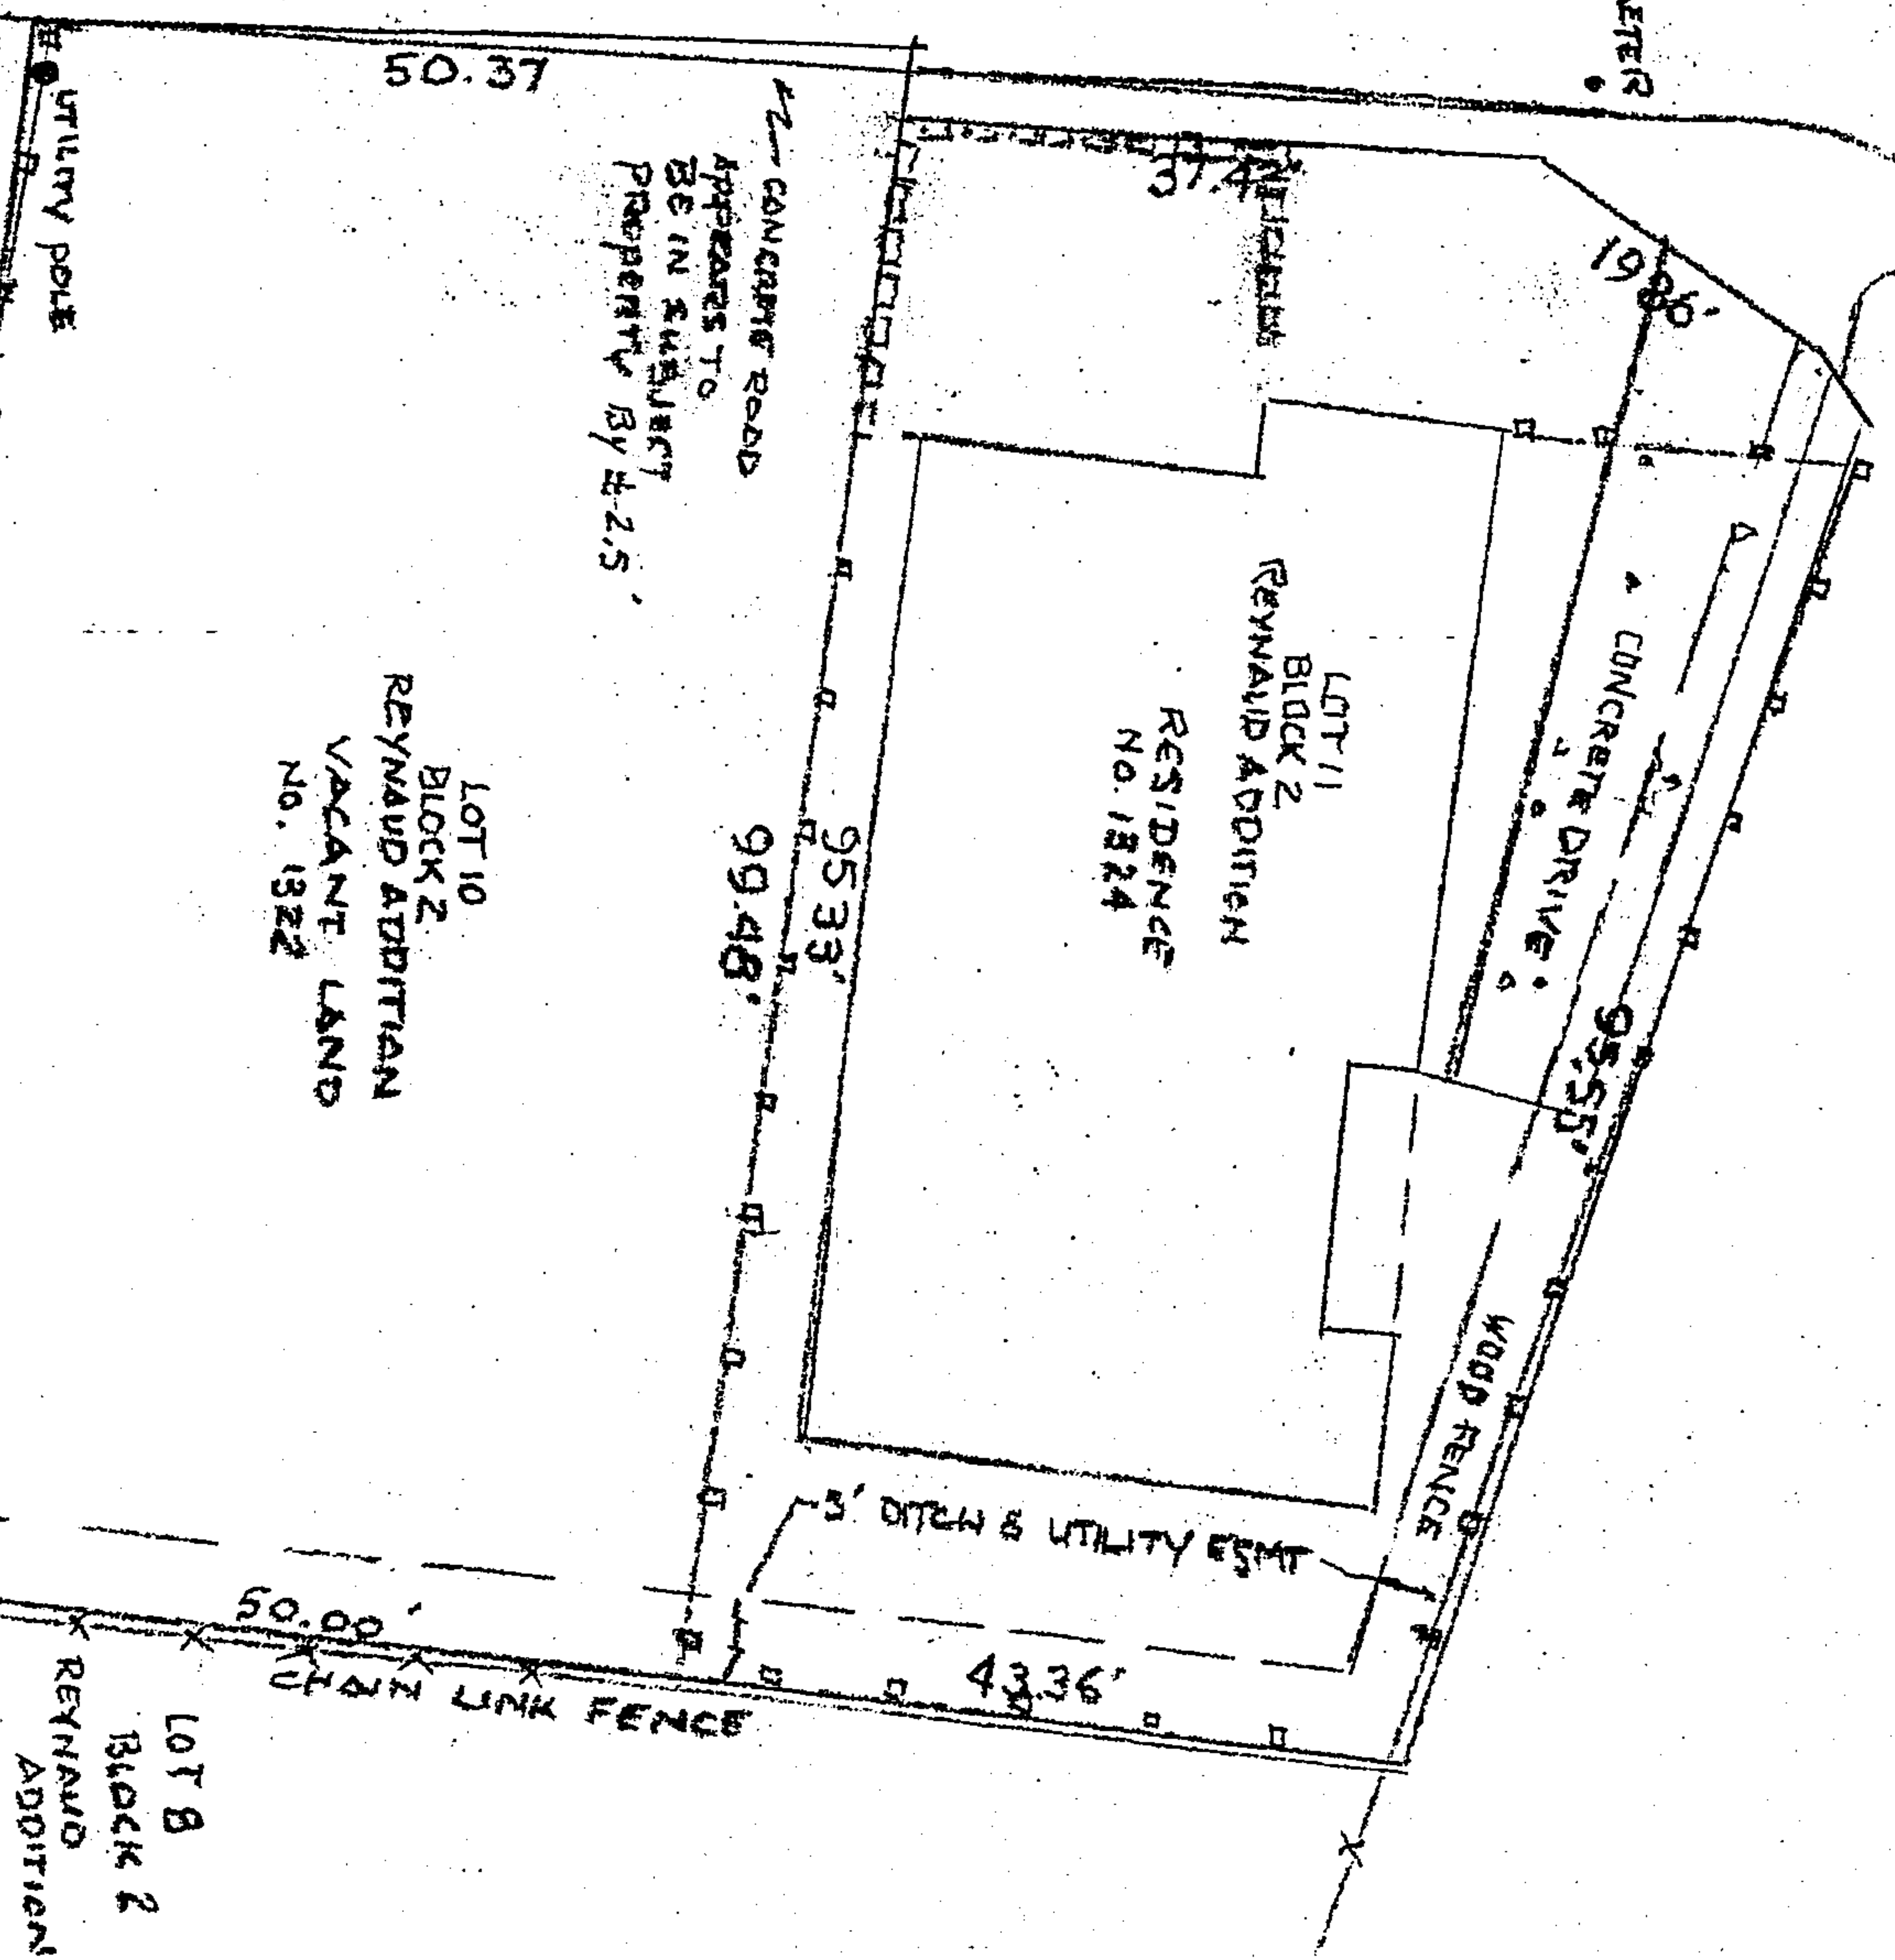 ETER
50.37
UTILITY POLE
CONCRETE ROAD
APPEARS TO
BE IN SUBJECT
PROPERTY BY ± 2.5'
37.4
95.55'
CONCRETE DRIVE
LOT 11
BLOCK 2
REYNAUD ADDITION
RESIDENCE
No. 1324
95.33'
99.48'
LOT 10
BLOCK 2
REYNAUD ADDITION
VACANT LAND
No. 1322
WOOD FENCE
3' DITCH & UTILITY ESMT
50.00'
CHAIN LINK FENCE
43.36'
LOT 8
BLOCK 2
REYNAUD
ADDITION